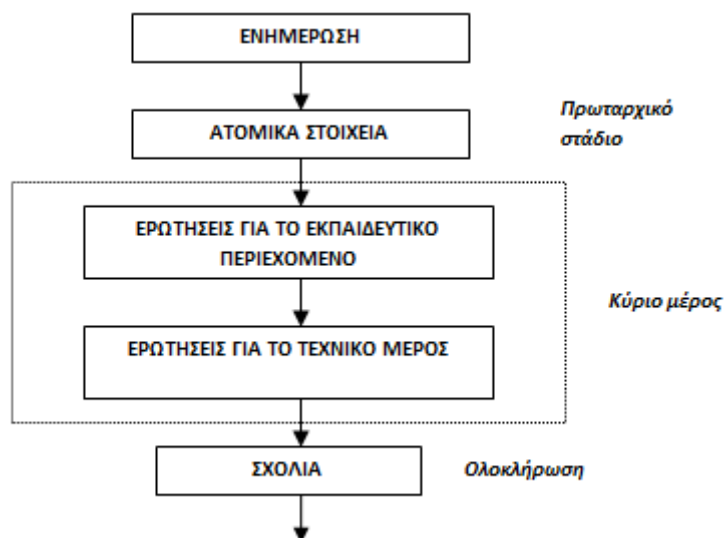 ΕΝΗΜΕΡΩΣΗ
ΑΤΟΜΙΚΑ ΣΤΟΙΧΕΙΑ
Πρωταρχικό
στάδιο
ΕΡΩΤΗΣΕΙΣ ΓΙΑ ΤΟ ΕΚΠΑΙΔΕΥΤΙΚΟ
ΠΕΡΙΕΧΟΜΕΝΟ
Κύριο μέρος
ΕΡΩΤΗΣΕΙΣ ΓΙΑ ΤΟ ΤΕΧΝΙΚΟ ΜΕΡΟΣ
ΣΧΟΛΙΑ
Ολοκλήρωση